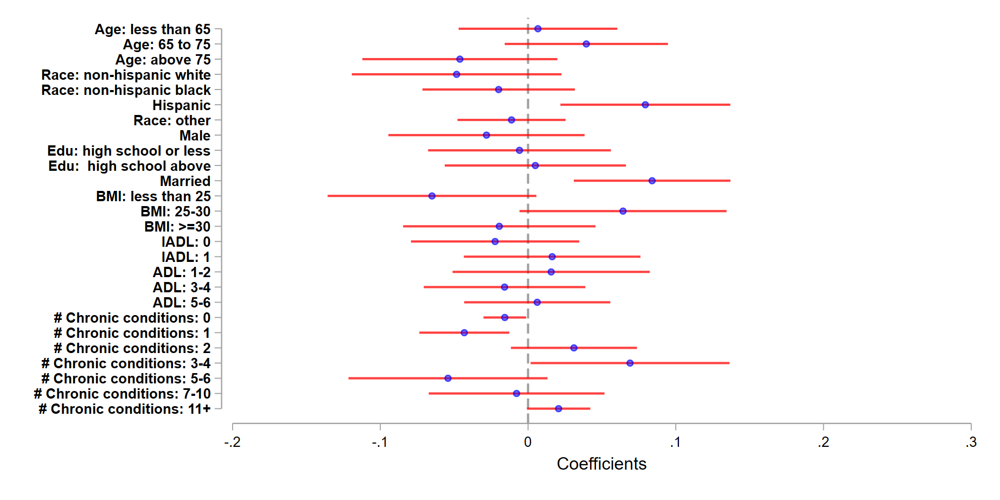 Age: less than 65
Age: 65 to 75
Age: above 75
Race: non-hispanic white
Race: non-hispanic black
Hispanic
Race: other
Male
Edu: high school or less
Edu:  high school above
Married
BMI: less than 25
BMI: 25-30
BMI: >=30
IADL: 0
IADL: 1
ADL: 1-2
ADL: 3-4
ADL: 5-6
# Chronic conditions: 0
# Chronic conditions: 1
# Chronic conditions: 2
# Chronic conditions: 3-4
# Chronic conditions: 5-6
# Chronic conditions: 7-10
# Chronic conditions: 11+
-.2 -.1 0 .1 .2 .3
Coefficients